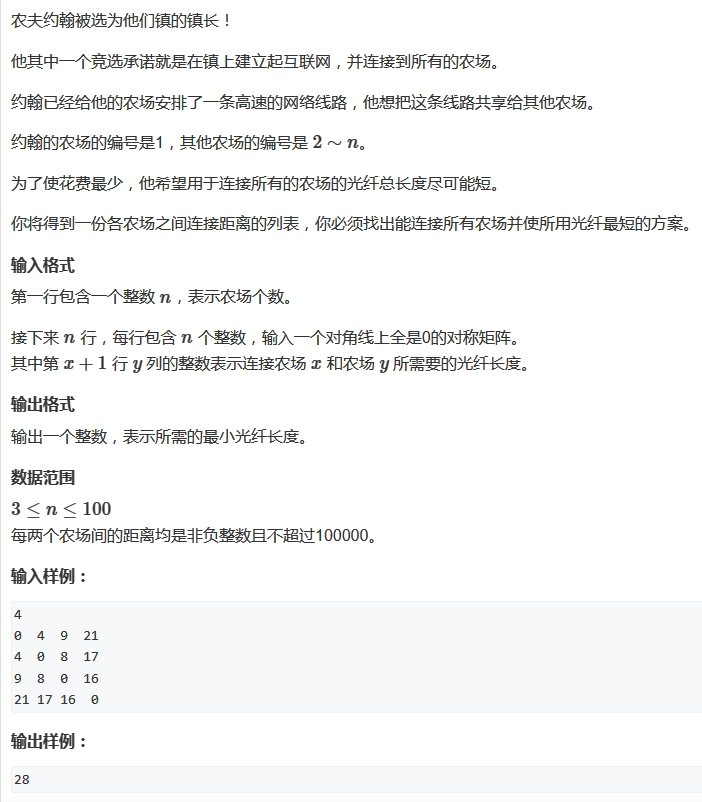 农夫约翰被选为他们镇的镇长！
他其中一个竞选承诺就是在镇上建立起互联网，并连接到所有的农场。
约翰已经给他的农场安排了一条高速的网络线路，他想把这条线路共享给其他农场。
约翰的农场的编号是1，其他农场的编号是 2 ∼ n。
为了使花费最少，他希望用于连接所有的农场的光纤总长度尽可能短。
你将得到一份各农场之间连接距离的列表，你必须找出能连接所有农场并使所用光纤最短的方案。
输入格式
第一行包含一个整数 n，表示农场个数。
接下来 n 行，每行包含 n 个整数，输入一个对角线上全是0的对称矩阵。
其中第 x + 1 行 y 列的整数表示连接农场 x 和农场 y 所需要的光纤长度。
输出格式
输出一个整数，表示所需的最小光纤长度。
数据范围
3 ≤ n ≤ 100
每两个农场间的距离均是非负整数且不超过100000。
输入样例：
4
0  4  9  21
4  0  8  17
9  8  0  16
21 17 16  0
输出样例：
28